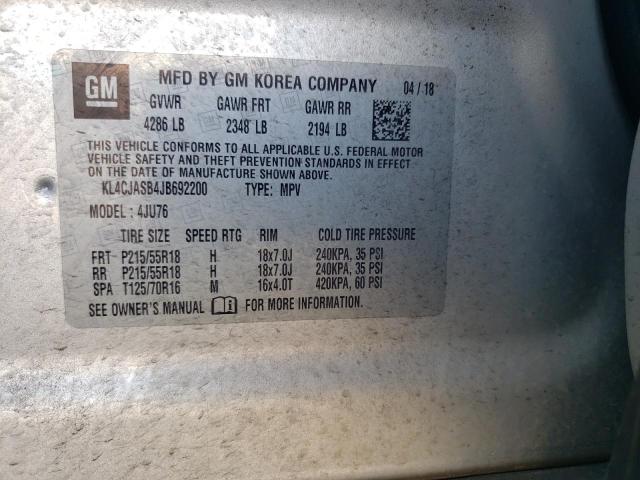 GM
MFD BY GM KOREA COMPANY 04 / 18
GVWR GAWR FRT GAWR RR
4286 LB 2348 LB 2194 LB
THIS VEHICLE CONFORMS TO ALL APPLICABLE U.S. FEDERAL MOTOR
VEHICLE SAFETY AND THEFT PREVENTION STANDARDS IN EFFECT
ON THE DATE OF MANUFACTURE SHOWN ABOVE.
KL4CJASB4JB692200 TYPE: MPV
MODEL : 4JU76
TIRE SIZE SPEED RTG RIM COLD TIRE PRESSURE
FRT P215/55R18 H 18x7.0J 240KPA, 35 PSI
RR P215/55R18 H 18x7.0J 240KPA, 35 PSI
SPA T125/70R16 M 16x4.0T 420KPA, 60 PSI
SEE OWNER'S MANUAL FOR MORE INFORMATION.